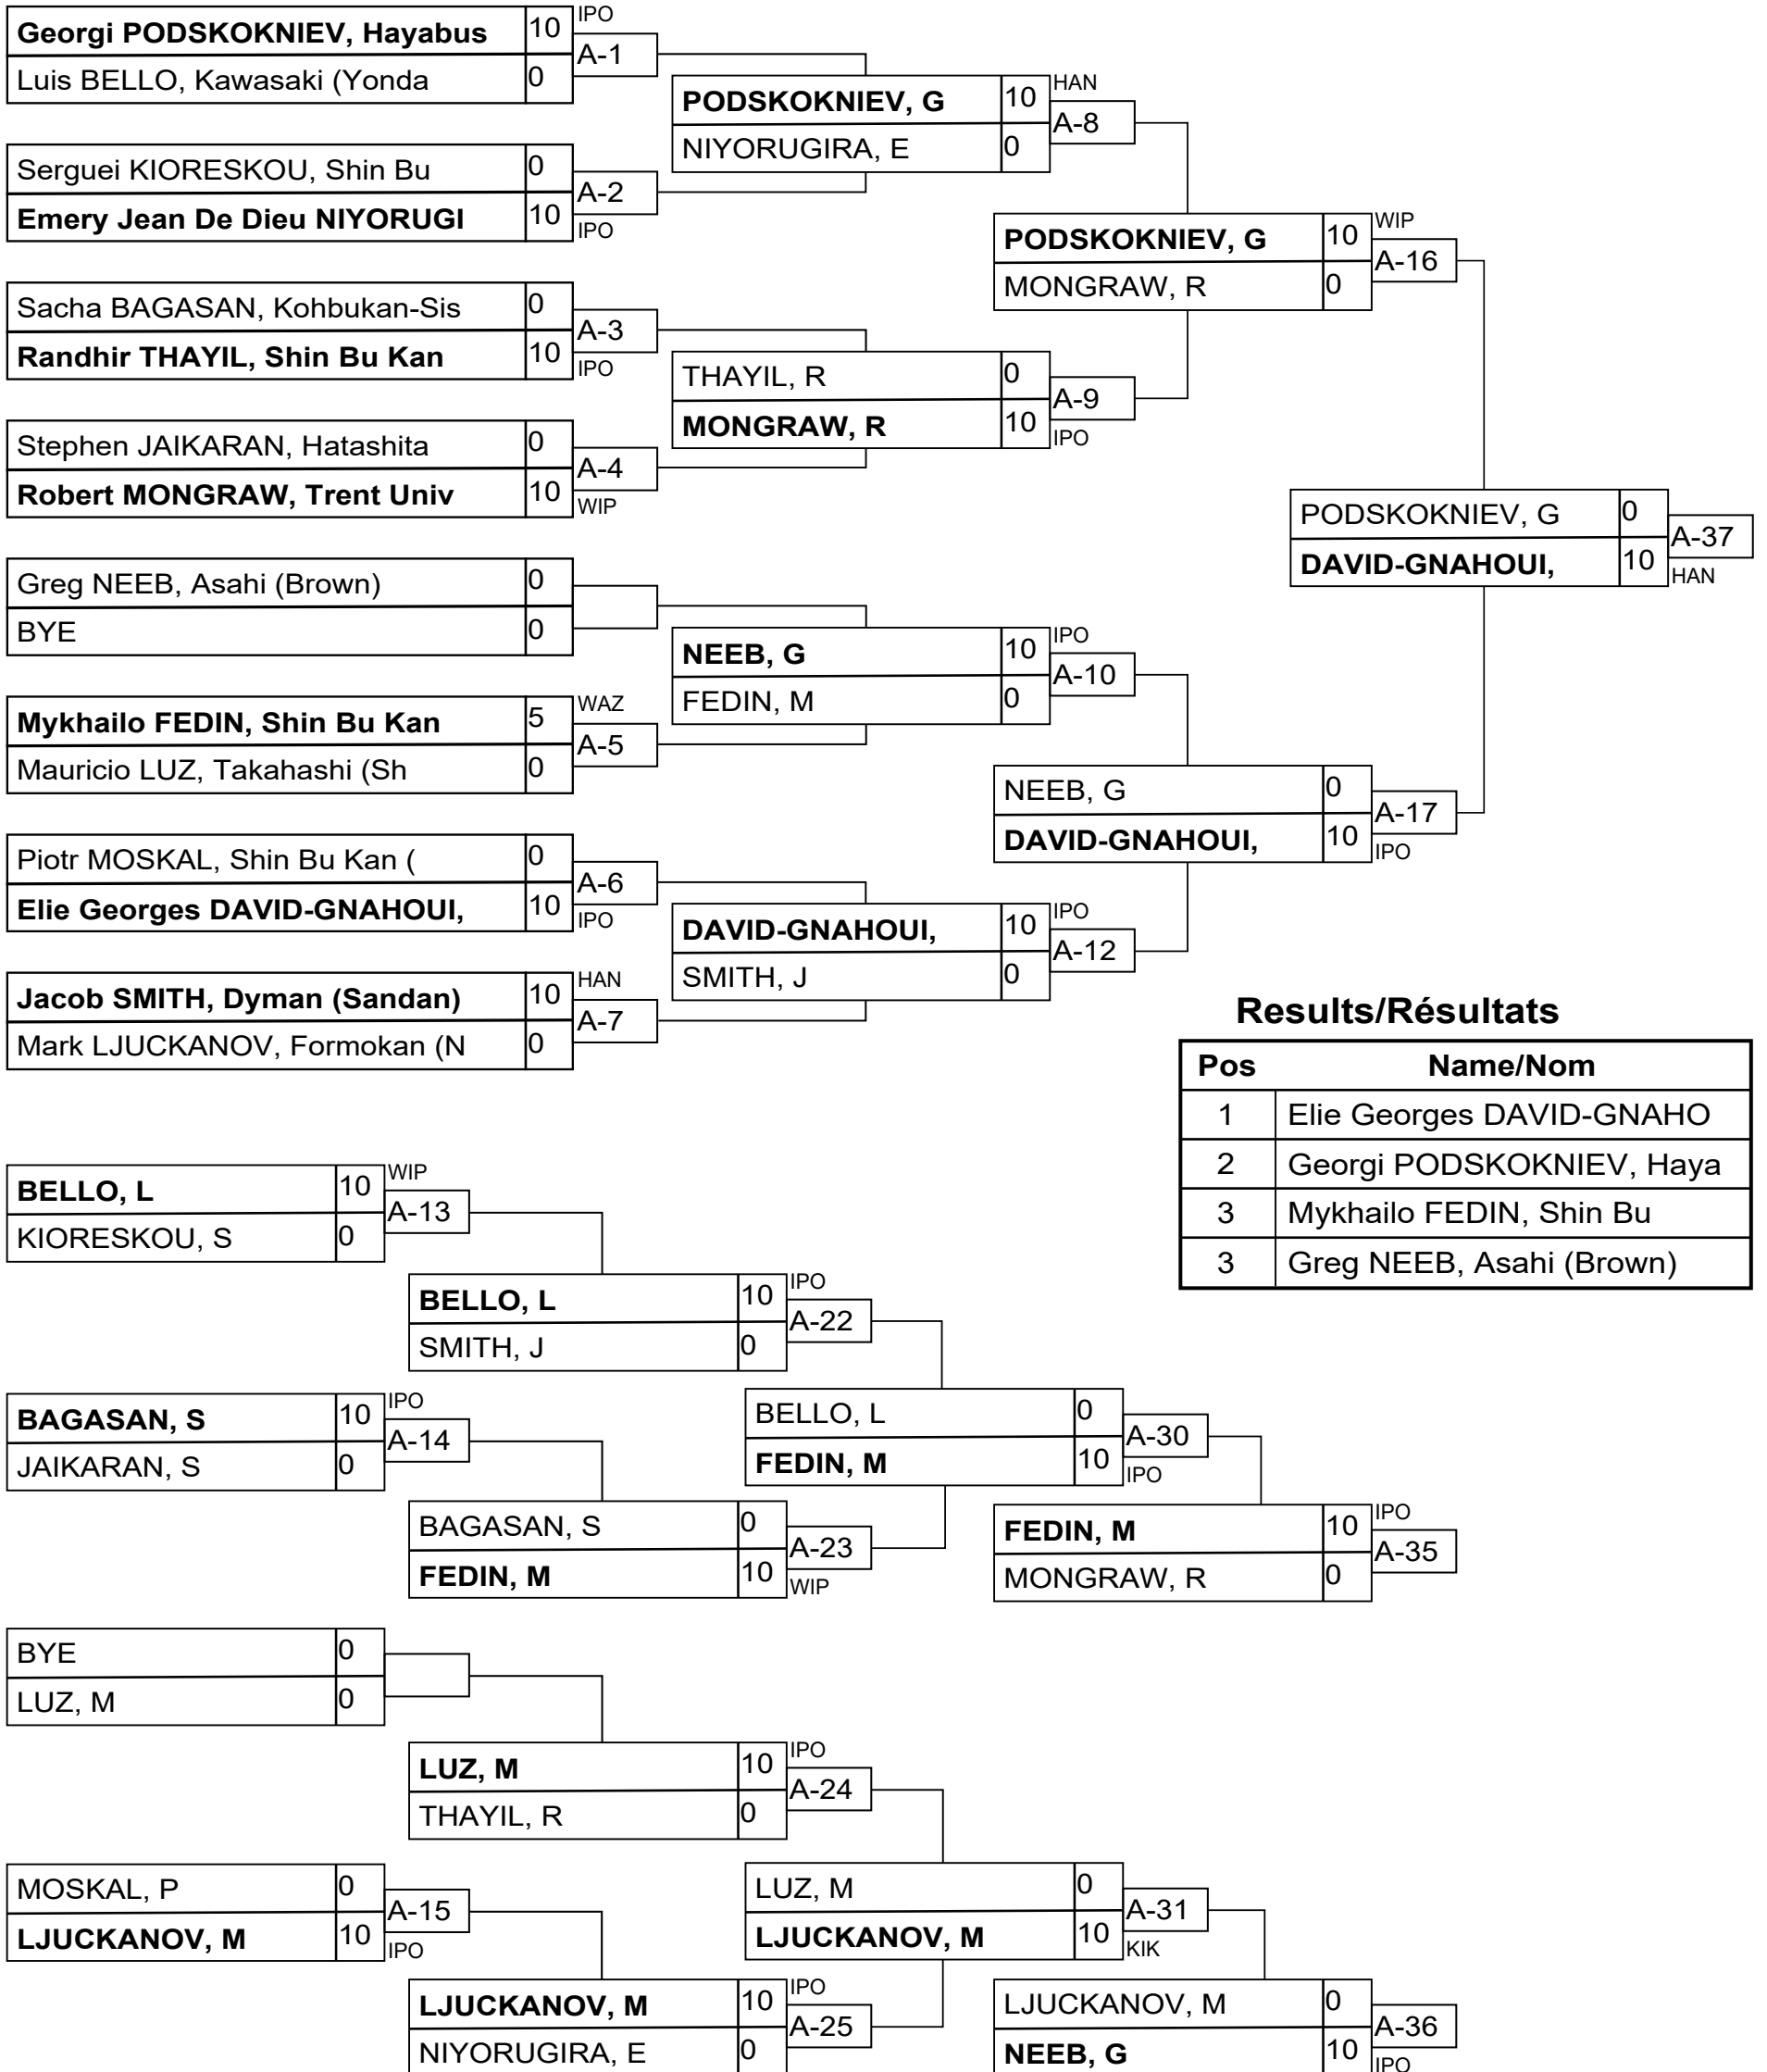 Georgi PODSKOKNIEV, Hayabus 10 IPO
A-1
Luis BELLO, Kawasaki (Yonda 0
Serguei KIORESKOU, Shin Bu 0
A-2
Emery Jean De Dieu NIYORUGI 10 IPO
Sacha BAGASAN, Kohbukan-Sis 0
A-3
Randhir THAYIL, Shin Bu Kan 10 IPO
Stephen JAIKARAN, Hatashita 0
A-4
Robert MONGRAW, Trent Univ 10 WIP
Greg NEEB, Asahi (Brown) 0
BYE 0
Mykhailo FEDIN, Shin Bu Kan 5 WAZ
A-5
Mauricio LUZ, Takahashi (Sh 0
Piotr MOSKAL, Shin Bu Kan ( 0
A-6
Elie Georges DAVID-GNAHOUI, 10 IPO
Jacob SMITH, Dyman (Sandan) 10 HAN
A-7
Mark LJUCKANOV, Formokan (N 0
PODSKOKNIEV, G 10 HAN
A-8
NIYORUGIRA, E 0
THAYIL, R 0
A-9
MONGRAW, R 10 IPO
NEEB, G 10 IPO
A-10
FEDIN, M 0
DAVID-GNAHOUI, 10 IPO
A-12
SMITH, J 0
PODSKOKNIEV, G 10 WIP
A-16
MONGRAW, R 0
NEEB, G 0
A-17
DAVID-GNAHOUI, 10 IPO
PODSKOKNIEV, G 0
A-37
DAVID-GNAHOUI, 10 HAN
Results/Résultats
Pos Name/Nom
1 Elie Georges DAVID-GNAHO
2 Georgi PODSKOKNIEV, Haya
3 Mykhailo FEDIN, Shin Bu
3 Greg NEEB, Asahi (Brown)
BELLO, L 10 WIP
A-13
KIORESKOU, S 0
BAGASAN, S 10 IPO
A-14
JAIKARAN, S 0
BYE 0
LUZ, M 0
MOSKAL, P 0
A-15
LJUCKANOV, M 10 IPO
BELLO, L 10 IPO
A-22
SMITH, J 0
BAGASAN, S 0
A-23
FEDIN, M 10 WIP
LUZ, M 10 IPO
A-24
THAYIL, R 0
LJUCKANOV, M 10 IPO
A-25
NIYORUGIRA, E 0
BELLO, L 0
A-30
FEDIN, M 10 IPO
LUZ, M 0
A-31
LJUCKANOV, M 10 KIK
FEDIN, M 10 IPO
A-35
MONGRAW, R 0
LJUCKANOV, M 0
A-36
NEEB, G 10 IPO